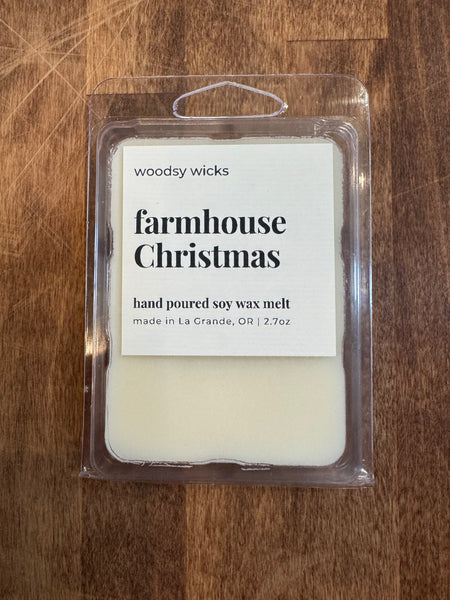 woodsy wicks
farmhouse
Christmas
hand poured soy wax melt
made in La Grande, OR | 2.7oz